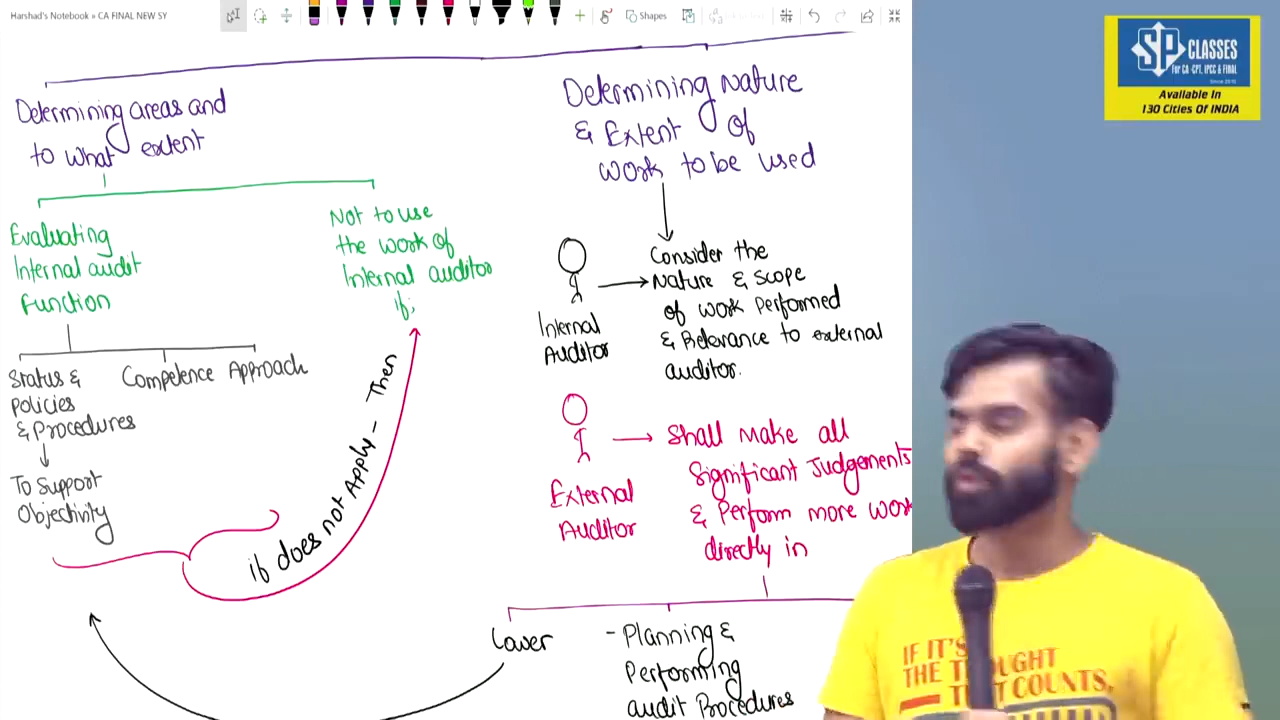 Harshad's Notebook » CA FINAL NEW SY
Shapes
SP CLASSES
For CA-CPT, IPCC & FINAL
Since 2010
Available In
130 Cities Of INDIA
Determining areas and
to what extent
Evaluating
Internal audit
function
Not to use
the work of
Internal auditor
if;
Status &
policies
& Procedures
Competence
Approach
To Support
Objectivity
if does not Apply - Then
Determining Nature
& Extent of
work to be used
Internal
Auditor
Consider the
Nature & Scope
of work performed
& Relevance to external
auditor.
External
Auditor
Shall make all
Significant Judgements
& Perform more work
directly in
Lower
- Planning &
Performing
audit Procedures
IF IT'S
THE THOUGHT
THAT COUNTS,